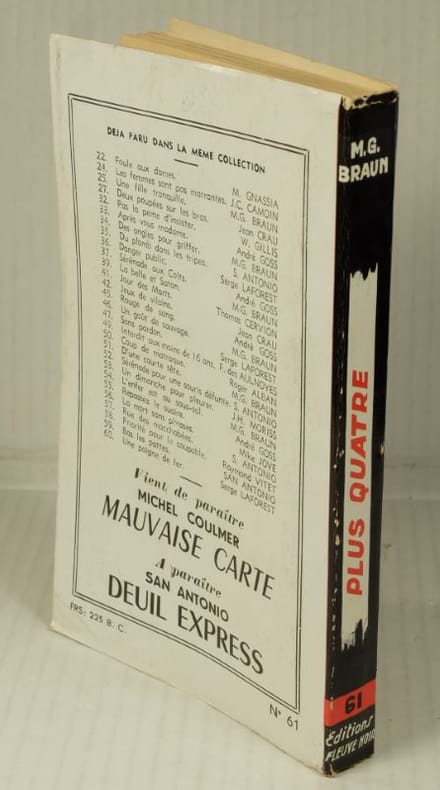 DEJA PARU DANS LA MEME COLLECTION
22. Foule aux dames. M. GNASSIA
24. Les femmes sont pas marrantes. J.C. CAMOIN
25. Une fille tranquille. M.G. BRAUN
27. Deux poupées sur les bras. Jean CRAU
32. Pas la peine d'insister. W. GILLIS
33. Après vous madame. André GOSS
34. Des ongles pour griffer. M.G. BRAUN
35. Du plomb dans les tripes. S. ANTONIO
36. Danger public. Serge LAFOREST
37. Sérénade aux Colts. André GOSS
39. La belle et Satan. M.G. BRAUN
41. Jour des Morts. Thomas CERVION
42. Jeux de vilains. Jean CRAU
45. Rouge de sang. André GOSS
46. Un goût de sauvage. M.G. BRAUN
47. Sans pardon. Serge LAFOREST
49. Interdit aux moins de 16 ans. F. des AULNOYES
50. Coup de matraque. Roger ALBAN
51. D'une courte tête. M.G. BRAUN
52. Sérénade pour une souris défunte. S. ANTONIO
53. Un dimanche pour pleurer. J.H. MORISS
54. L'enfer est au sous-sol. M.G. BRAUN
55. Repassez le suaire. André GOSS
56. La mort sans phrases. Mike JOVE
57. Rue des macchabées. S. ANTONIO
58. Priorité pour le coupable. Raymond VITET
59. Bas les pattes. SAN ANTONIO
60. Une poigne de fer. Serge LAFOREST
Vient de paraître
MICHEL COULMER
MAUVAISE CARTE
A paraître
SAN ANTONIO
DEUIL EXPRESS
FRS: 225 B. C.
N° 61
M.G.
BRAUN
PLUS QUATRE
61
Editions
FLEUVE NOIR